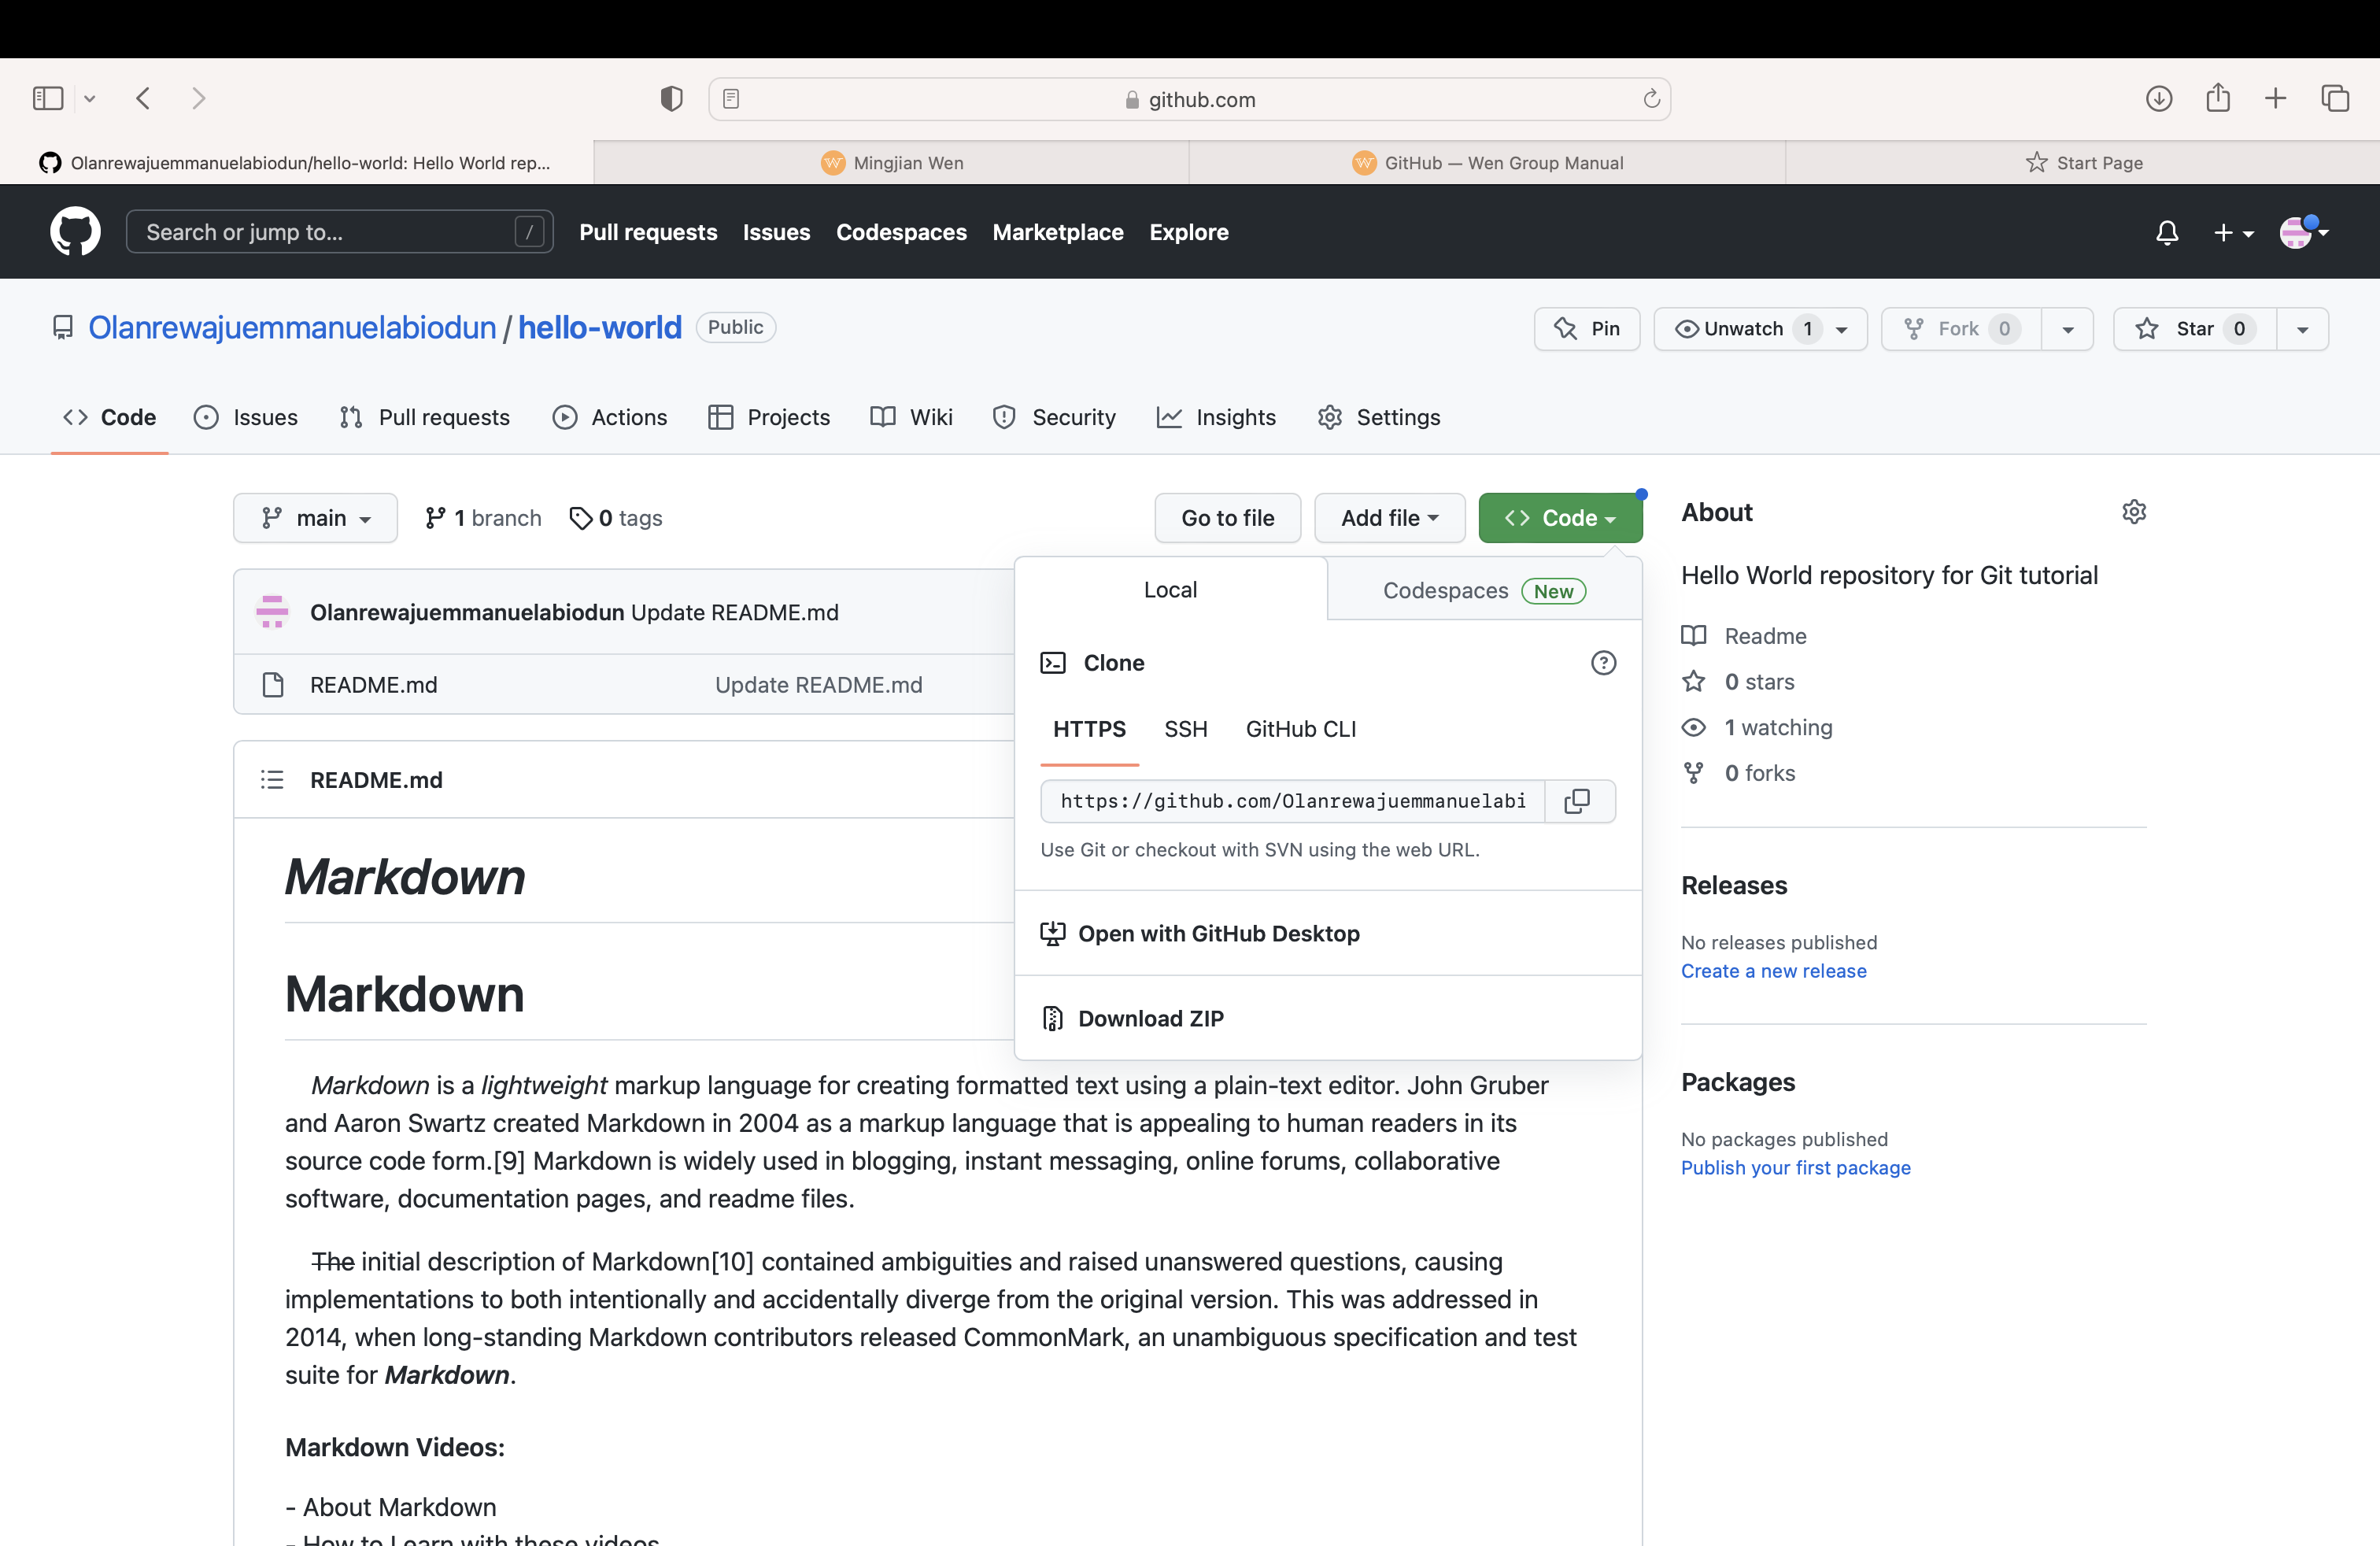 github.com
Olanrewajuemmanuelabiodun/hello-world: Hello World rep...
Mingjian Wen
GitHub — Wen Group Manual
Start Page
Search or jump to...
/
Pull requests
Issues
Codespaces
Marketplace
Explore
Olanrewajuemmanuelabiodun / hello-world
Public
Pin
Unwatch 1
Fork 0
Star 0
Code
Issues
Pull requests
Actions
Projects
Wiki
Security
Insights
Settings
main
1 branch
0 tags
Go to file
Add file
Code
Olanrewajuemmanuelabiodun Update README.md
README.md
Update README.md
Local
Codespaces New
Clone
HTTPS
SSH
GitHub CLI
https://github.com/Olanrewajuemmanuelabi
Use Git or checkout with SVN using the web URL.
Open with GitHub Desktop
Download ZIP
README.md
Markdown
Markdown
Markdown is a lightweight markup language for creating formatted text using a plain-text editor. John Gruber
and Aaron Swartz created Markdown in 2004 as a markup language that is appealing to human readers in its
source code form.[9] Markdown is widely used in blogging, instant messaging, online forums, collaborative
software, documentation pages, and readme files.
The initial description of Markdown[10] contained ambiguities and raised unanswered questions, causing
implementations to both intentionally and accidentally diverge from the original version. This was addressed in
2014, when long-standing Markdown contributors released CommonMark, an unambiguous specification and test
suite for Markdown.
Markdown Videos:
- About Markdown
- How to Learn with these videos
About
Hello World repository for Git tutorial
Readme
0 stars
1 watching
0 forks
Releases
No releases published
Create a new release
Packages
No packages published
Publish your first package